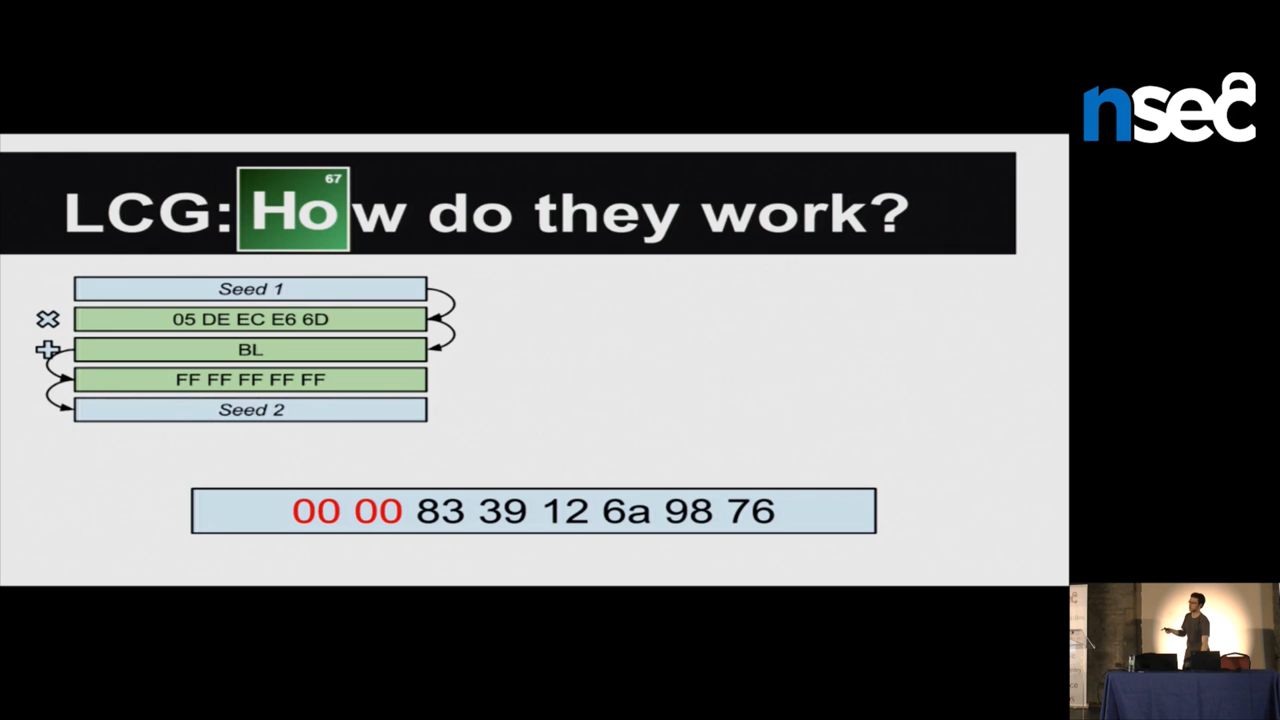 nsec
67
LCG: How do they work?
Seed 1
05 DE EC E6 6D
BL
FF FF FF FF FF
Seed 2
00 00 83 39 12 6a 98 76